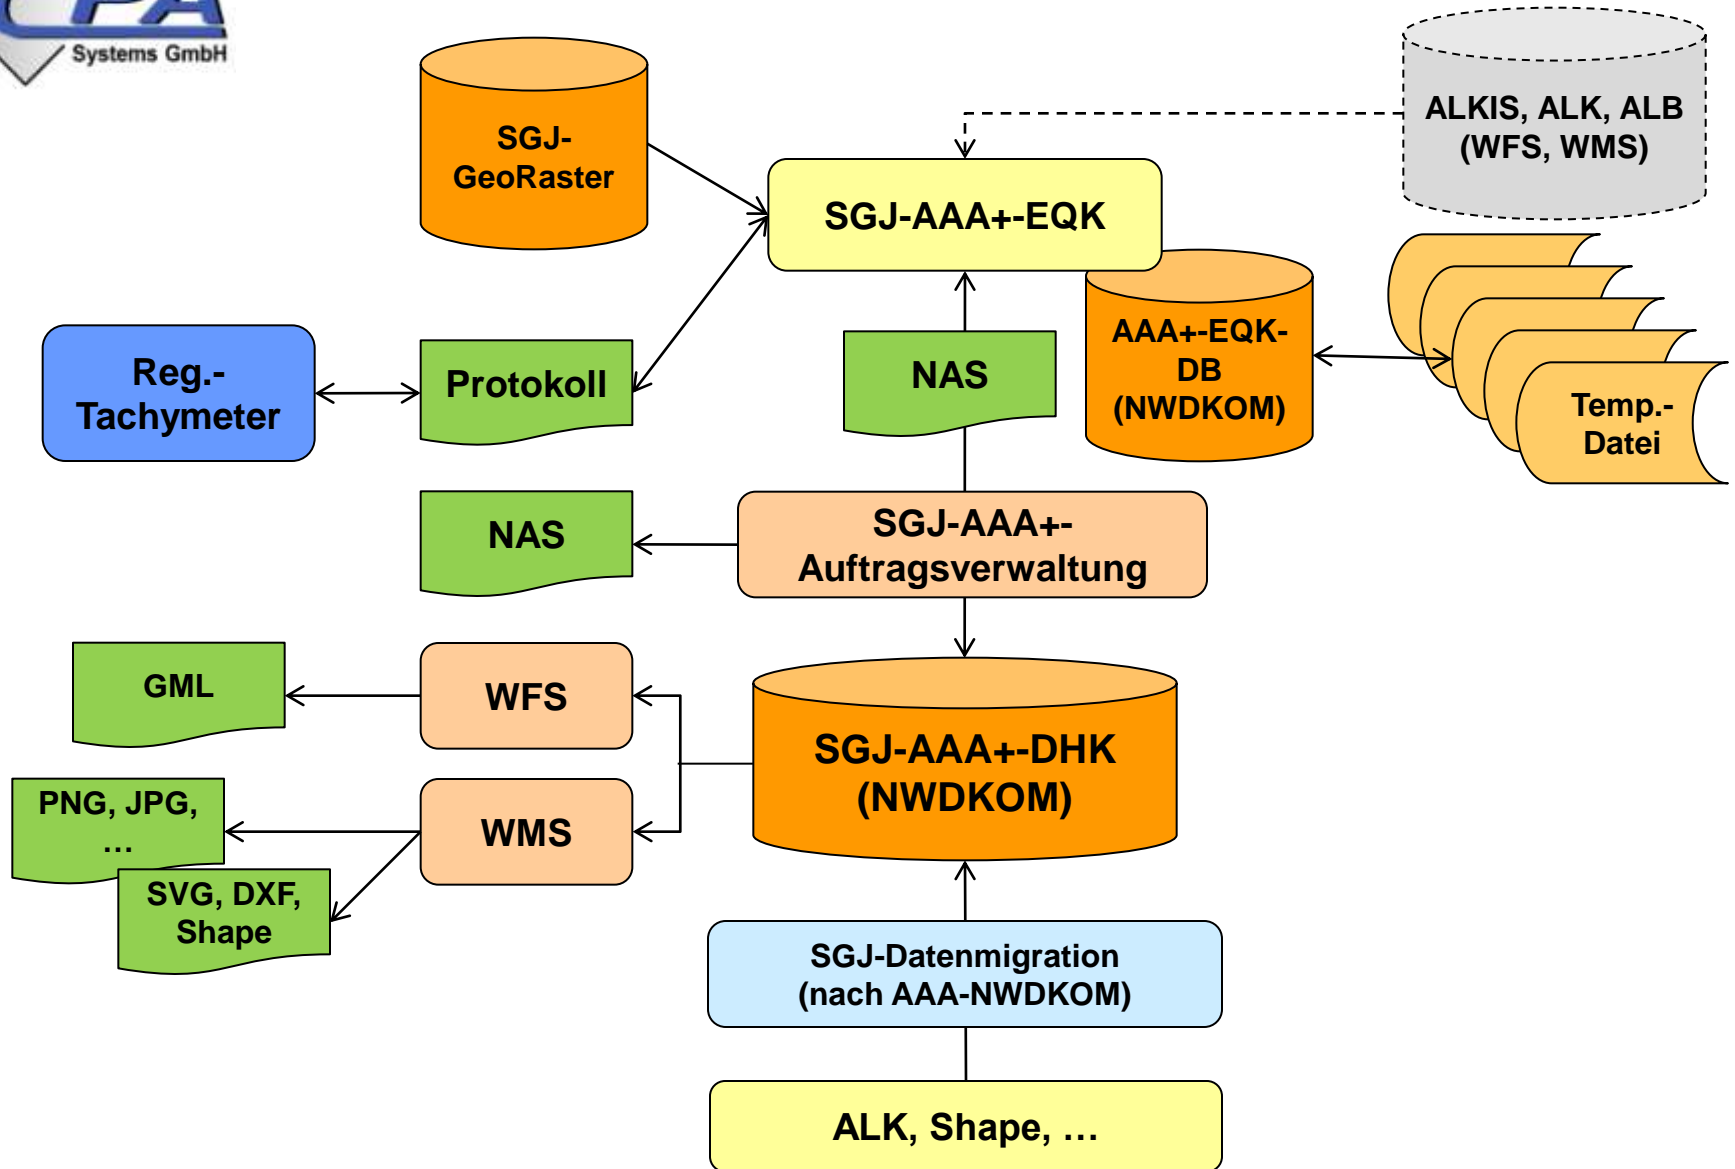 PA
Systems GmbH
SGJ-
GeoRaster
SGJ-AAA+-EQK
ALKIS, ALK, ALB
(WFS, WMS)
Reg.-
Tachymeter
Protokoll
NAS
AAA+-EQK-
DB
(NWDKOM)
Temp.-
Datei
NAS
SGJ-AAA+-
Auftragsverwaltung
GML
WFS
SGJ-AAA+-DHK
(NWDKOM)
PNG, JPG,
…
WMS
SVG, DXF,
Shape
SGJ-Datenmigration
(nach AAA-NWDKOM)
ALK, Shape, …